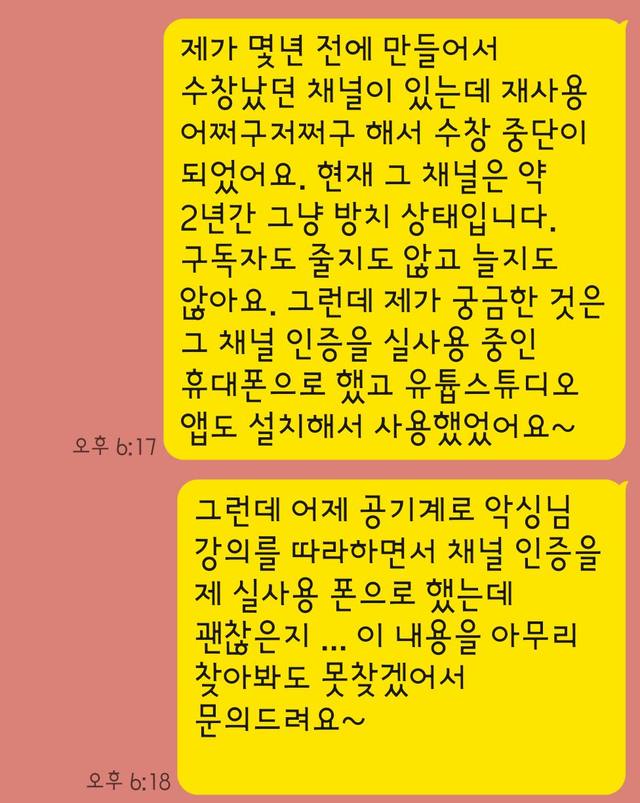 제가 몇년 전에 만들어서
수창났던 채널이 있는데 재사용
어쩌구저쩌구 해서 수창 중단이
되었어요. 현재 그 채널은 약
2년간 그냥 방치 상태입니다.
구독자도 줄지도 않고 늘지도
않아요. 그런데 제가 궁금한 것은
그 채널 인증을 실사용 중인
휴대폰으로 했고 유튭스튜디오
앱도 설치해서 사용했었어요~
오후 6:17
그런데 어제 공기계로 악싱님
강의를 따라하면서 채널 인증을
제 실사용 폰으로 했는데
괜찮은지 ... 이 내용을 아무리
찾아봐도 못찾겠어서
문의드려요~
오후 6:18